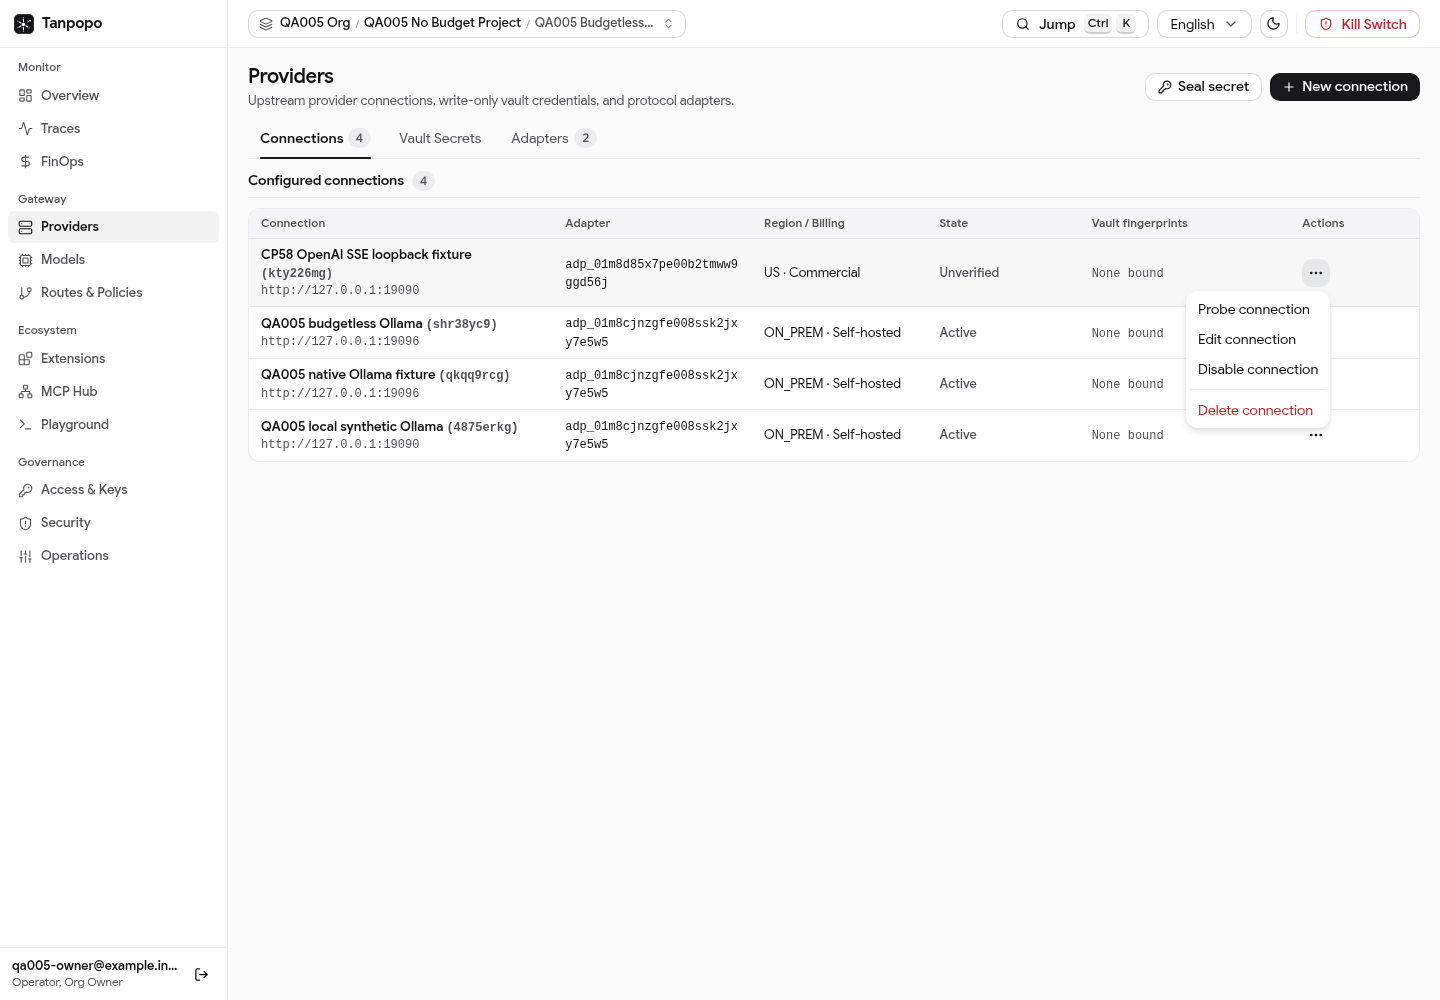 Tanpopo
QA005 Org / QA005 No Budget Project / QA005 Budgetless...
Jump Ctrl K
English
Kill Switch
Monitor
Overview
Traces
FinOps
Gateway
Providers
Models
Routes & Policies
Ecosystem
Extensions
MCP Hub
Playground
Governance
Access & Keys
Security
Operations
qa005-owner@example.in...
Operator, Org Owner
Providers
Upstream provider connections, write-only vault credentials, and protocol adapters.
Seal secret
New connection
Connections 4
Vault Secrets
Adapters 2
Configured connections 4
Connection Adapter Region / Billing State Vault fingerprints Actions
CP58 OpenAI SSE loopback fixture
(kty226mg)
http://127.0.0.1:19090
adp_01m8d85x7pe00b2tmww9
ggd56j
US · Commercial
Unverified
None bound
QA005 budgetless Ollama (shr38yc9)
http://127.0.0.1:19096
adp_01m8cjnzgfe008ssk2jx
y7e5w5
ON_PREM · Self-hosted
Active
None bound
QA005 native Ollama fixture (qkqq9rcg)
http://127.0.0.1:19096
adp_01m8cjnzgfe008ssk2jx
y7e5w5
ON_PREM · Self-hosted
Active
None bound
QA005 local synthetic Ollama (4875erkg)
http://127.0.0.1:19090
adp_01m8cjnzgfe008ssk2jx
y7e5w5
ON_PREM · Self-hosted
Active
None bound
Probe connection
Edit connection
Disable connection
Delete connection